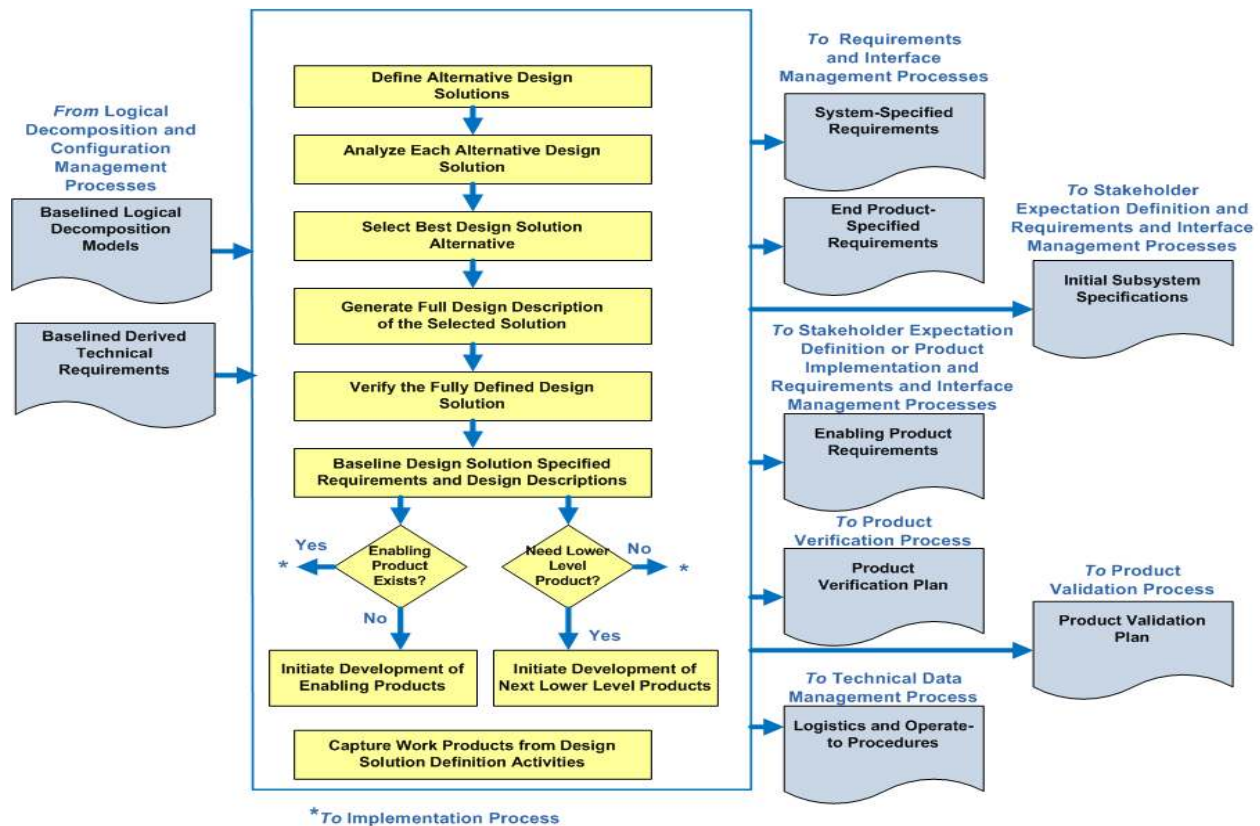 From Logical
Decomposition and
Configuration
Management
Processes
Baselined Logical
Decomposition
Models
Baselined Derived
Technical
Requirements
Define Alternative Design
Solutions
Analyze Each Alternative Design
Solution
Select Best Design Solution
Alternative
Generate Full Design Description
of the Selected Solution
Verify the Fully Defined Design
Solution
Baseline Design Solution Specified
Requirements and Design Descriptions
Yes
*
Enabling
Product
Exists?
No
Need Lower
Level
Product?
No
*
Yes
Initiate Development of
Enabling Products
Initiate Development of
Next Lower Level Products
Capture Work Products from Design
Solution Definition Activities
*To Implementation Process
To Requirements
and Interface
Management Processes
System-Specified
Requirements
End Product-
Specified
Requirements
To Stakeholder
Expectation Definition and
Requirements and Interface
Management Processes
Initial Subsystem
Specifications
To Stakeholder Expectation
Definition or Product
Implementation and
Requirements and Interface
Management Processes
Enabling Product
Requirements
To Product
Verification Process
Product
Verification Plan
To Product
Validation Process
Product Validation
Plan
To Technical Data
Management Process
Logistics and Operate-
to Procedures